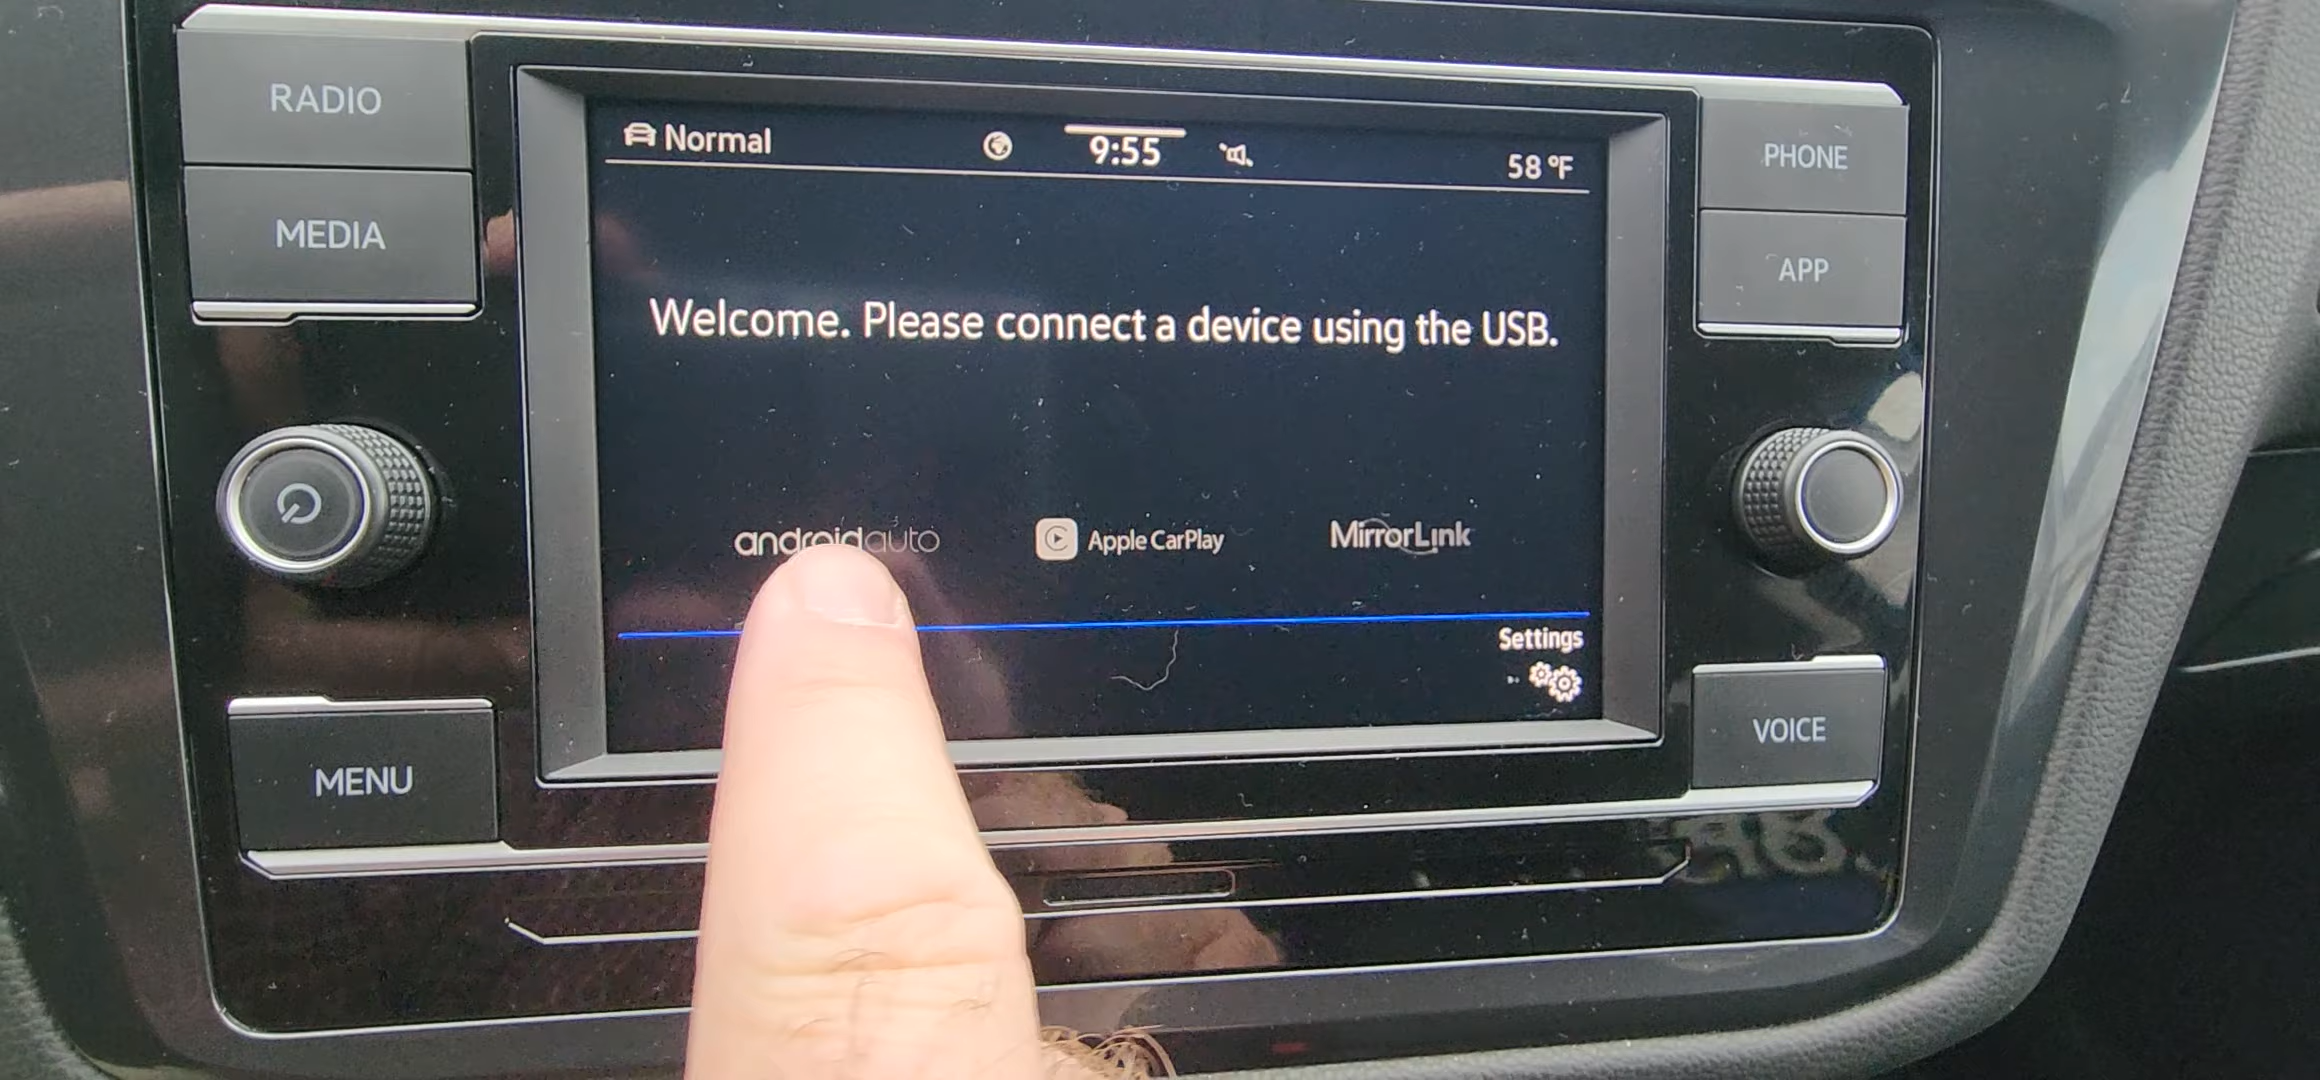 RADIO
MEDIA
Normal
9:55
58 °F
PHONE
APP
Welcome. Please connect a device using the USB.
androidauto
Apple CarPlay
MirrorLink
Settings
MENU
VOICE